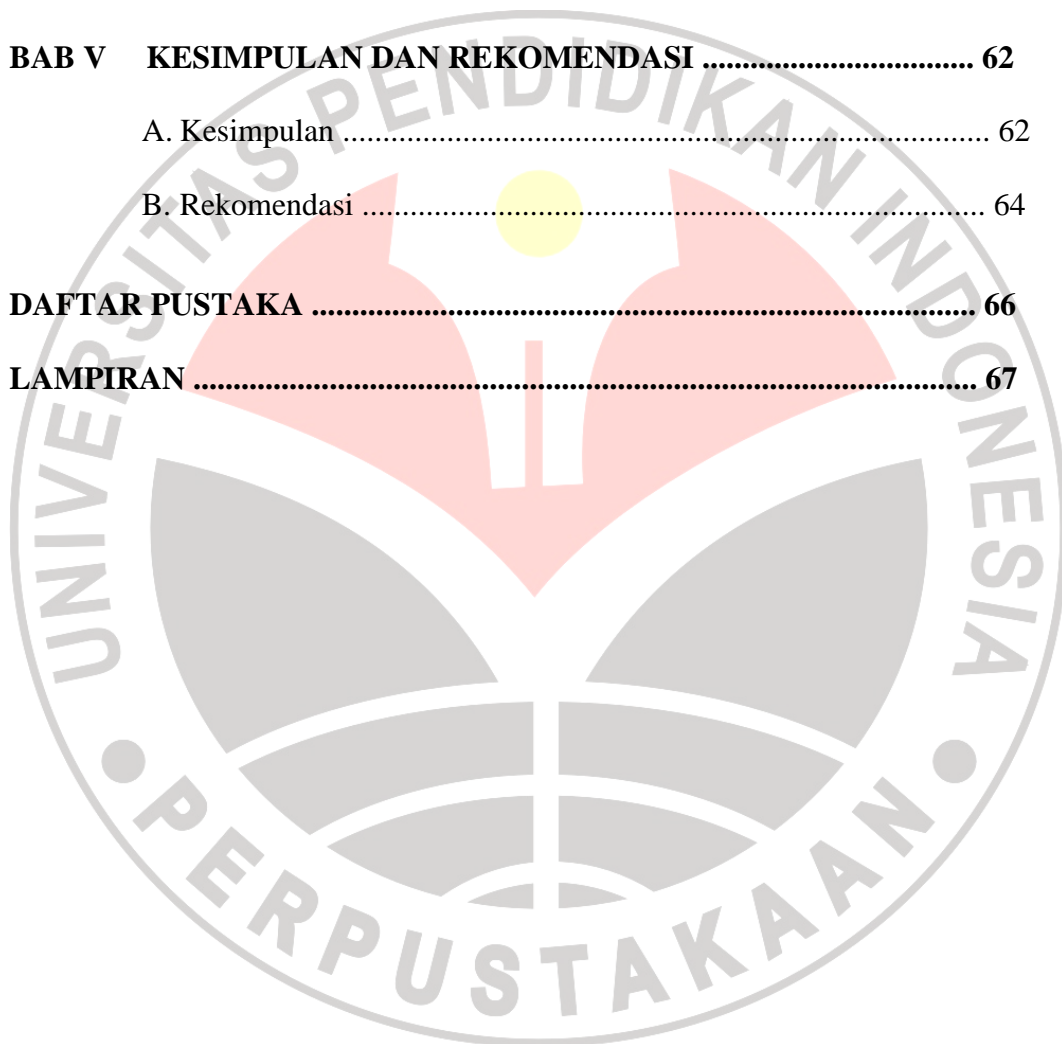 BAB V KESIMPULAN DAN REKOMENDASI ................................ 62
A. Kesimpulan ................................................................................ 62
B. Rekomendasi ............................................................................. 64
DAFTAR PUSTAKA ............................................................................. 66
LAMPIRAN ........................................................................................... 67
UNIVERSITAS PENDIDIKAN INDONESIA
PERPUSTAKAAN